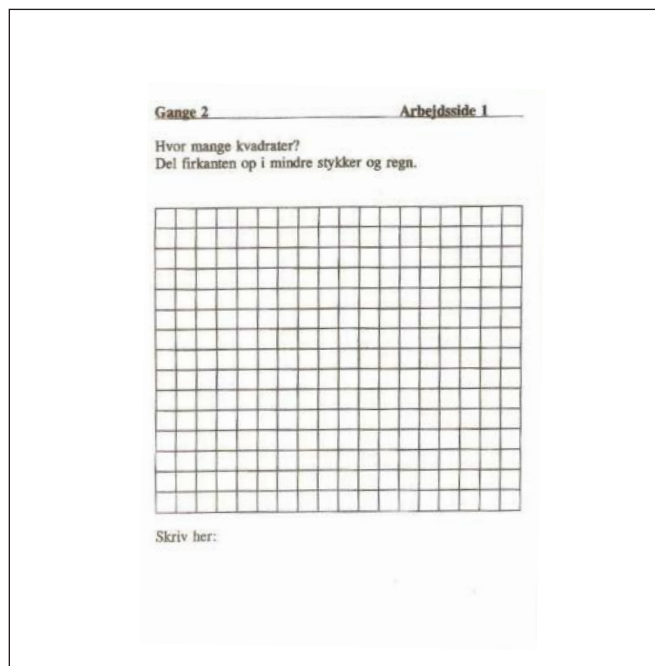 Gange 2 Arbejdsside 1
Hvor mange kvadrater?
Del firkanten op i mindre stykker og regn.
Skriv her: